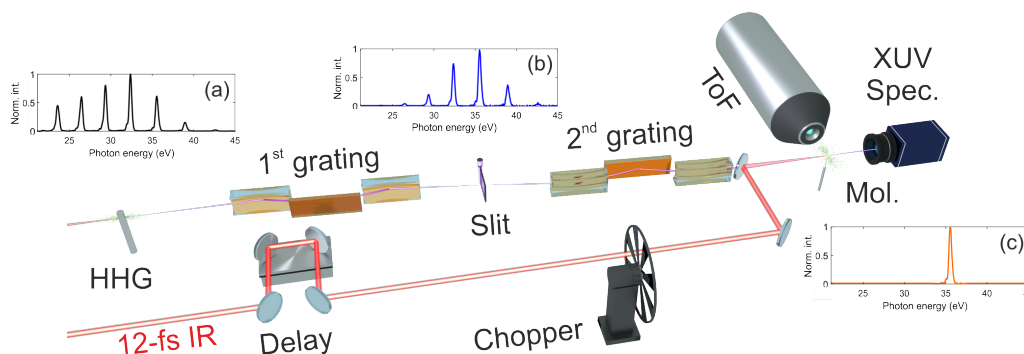 (a)
Norm. int.
1
0.5
0
25 30 35 40 45
Photon energy (eV)
(b)
Norm. int.
1
0.5
0
25 30 35 40 45
Photon energy (eV)
ToF
XUV
Spec.
1st grating
2nd grating
Slit
Mol.
HHG
12-fs IR
Delay
Chopper
(c)
Norm. int.
1
0.5
0
25 30 35 40 4
Photon energy (eV)